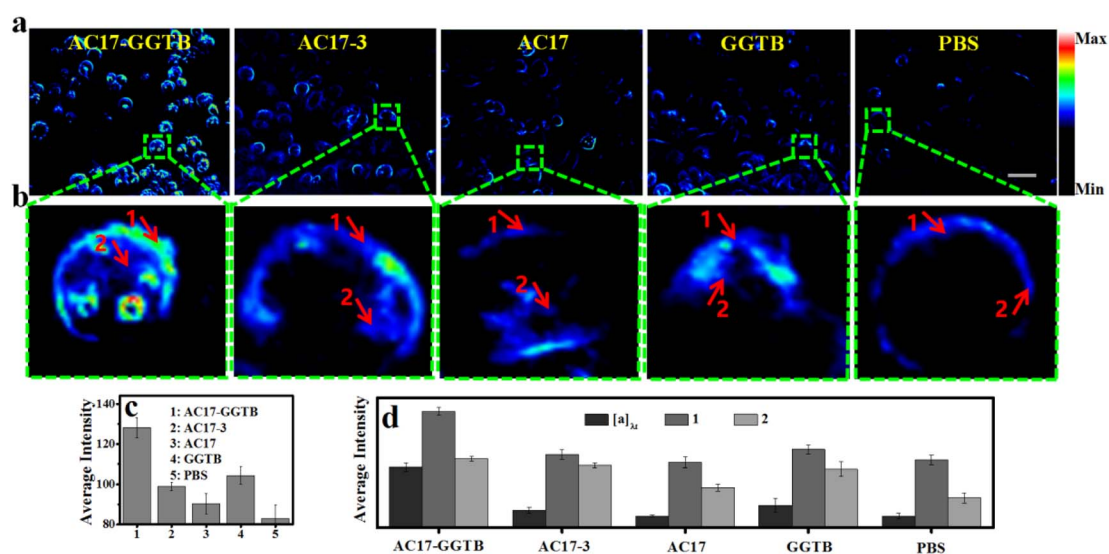 a
AC17-GGTB
AC17-3
AC17
GGTB
PBS
Max
Min
b
1
2
1
2
1
2
1
2
1
2
c
Average Intensity
140
120
100
80
1: AC17-GGTB
2: AC17-3
3: AC17
4: GGTB
5: PBS
1 2 3 4 5
d
Average Intensity
[a]λt 1 2
AC17-GGTB AC17-3 AC17 GGTB PBS